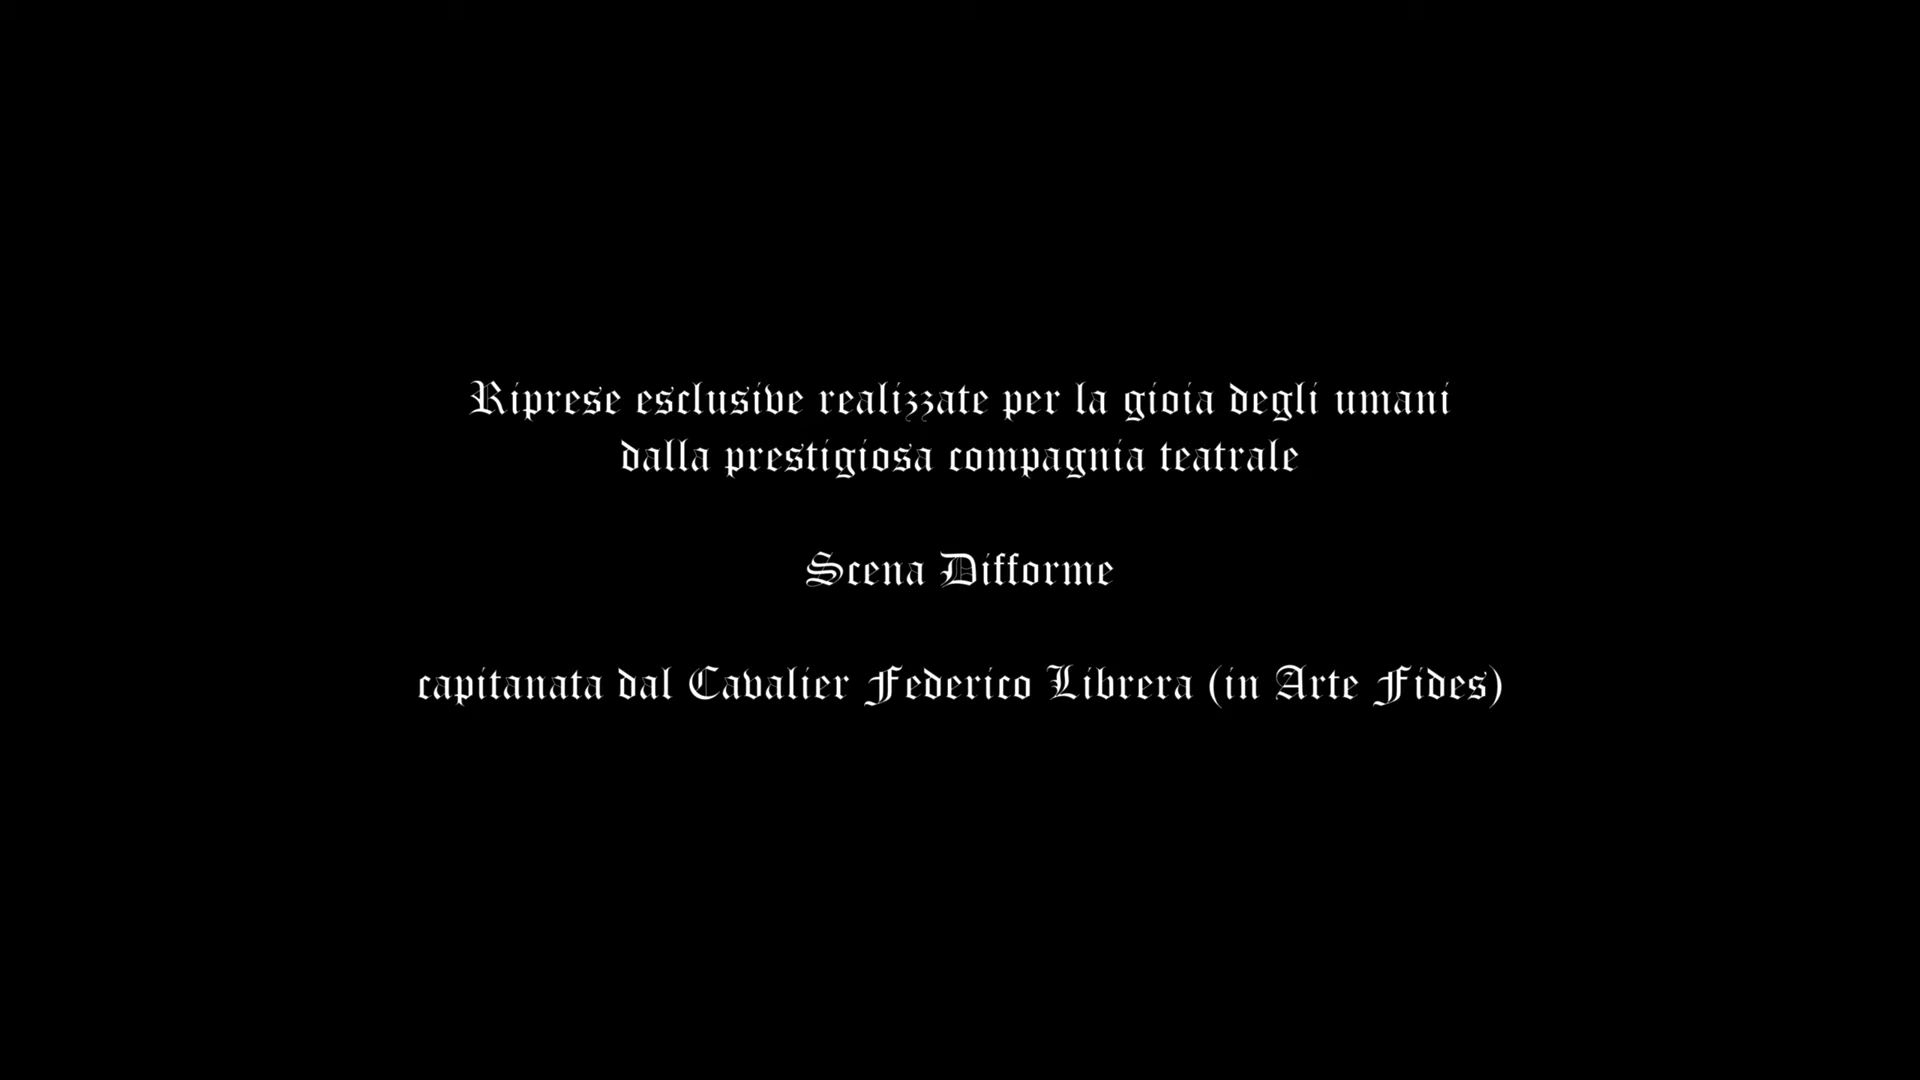 Riprese esclusive realizzate per la gioia degli umani
dalla prestigiosa compagnia teatrale
Scena Difforme
capitanata dal Cavalier Federico Librera (in Arte Fides)